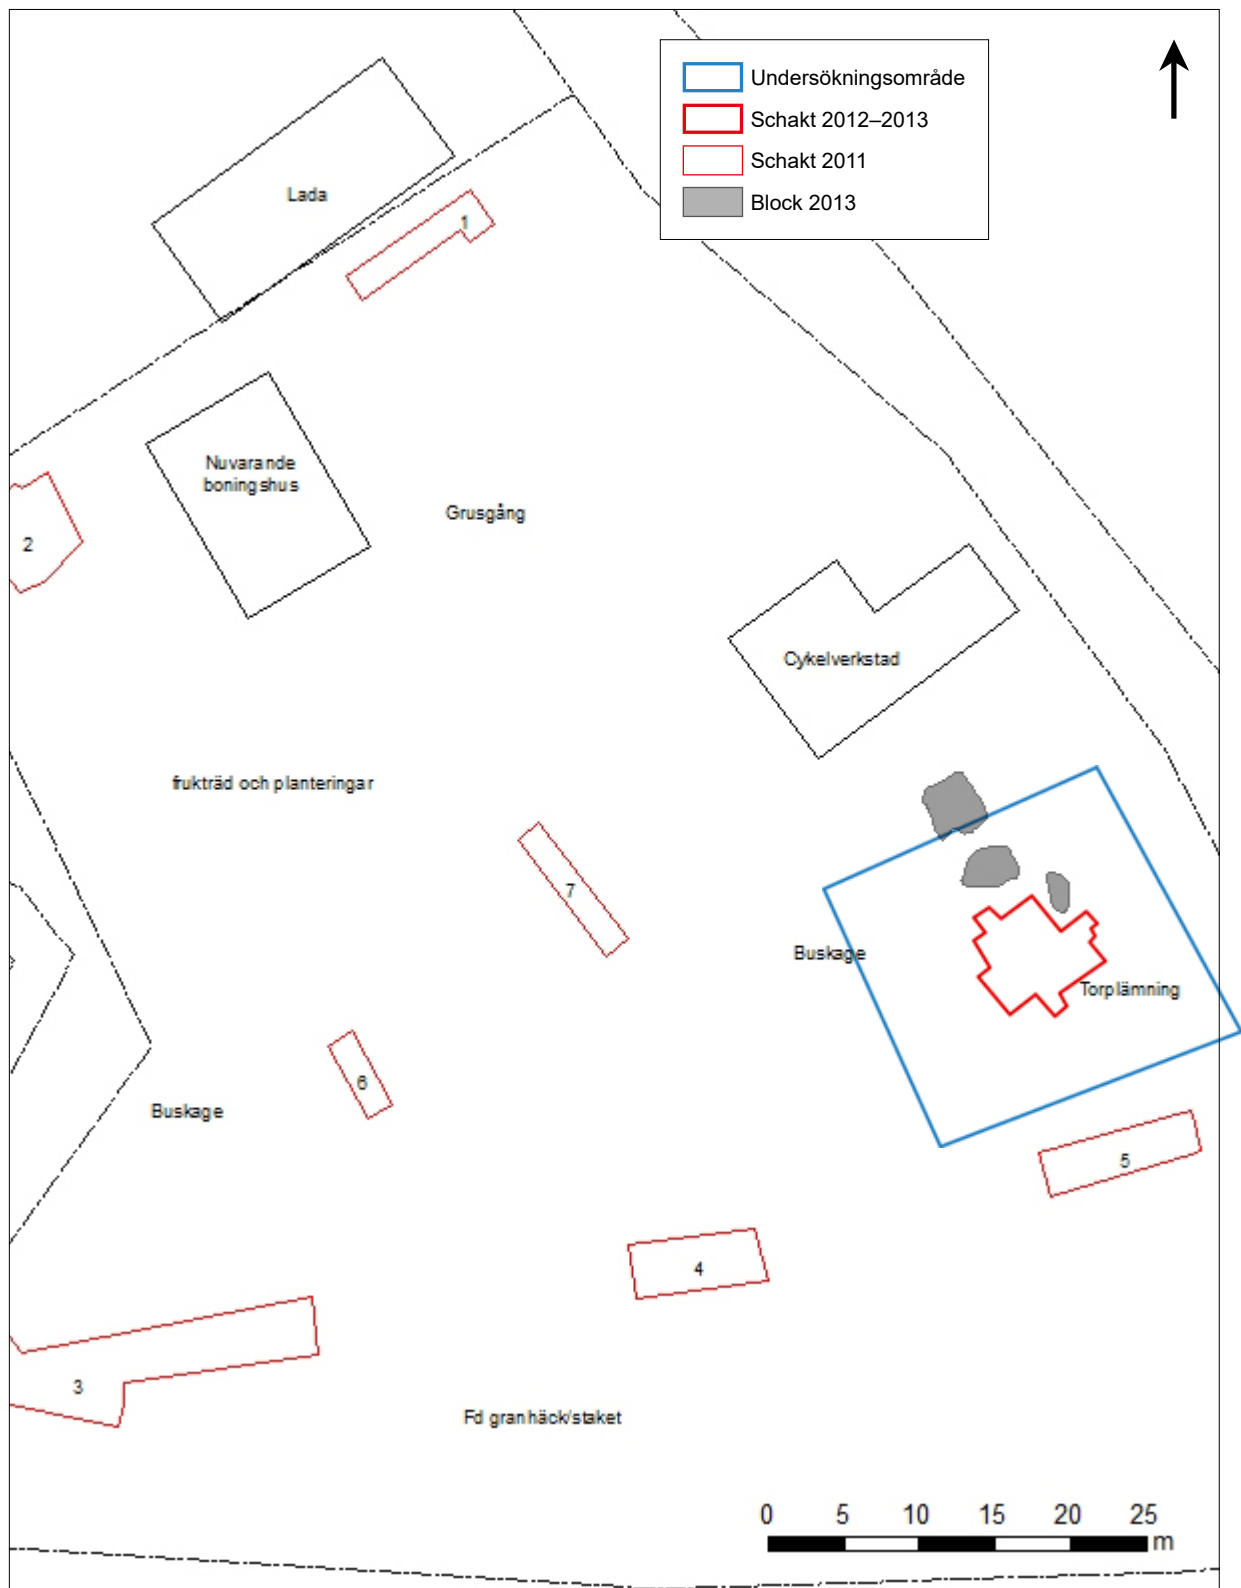 Undersökningsområde
Schakt 2012–2013
Schakt 2011
Block 2013
Lada
1
Nuvarande
boningshus
2
Grusgång
Cykelverkstad
frukträd och planteringar
7
Buskage
Torplämning
6
Buskage
5
4
3
Fd granhäck/staket
0 5 10 15 20 25
m